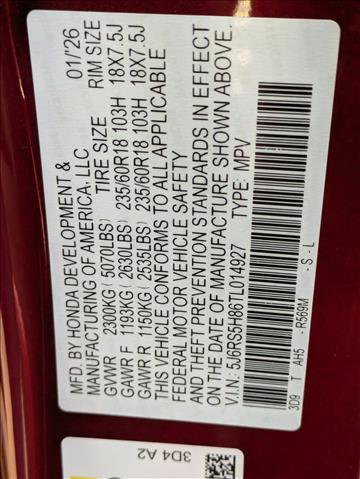 MFD. BY HONDA DEVELOPMENT & 01/'26
MANUFACTURING OF AMERICA, LLC
TIRE SIZE RIM SIZE
GVWR 2300KG ( 5070LBS)
GAWR F 1193KG ( 2630LBS) 235/60R18 103H 18X7.5J
GAWR R 1150KG ( 2535LBS) 235/60R18 103H 18X7.5J
THIS VEHICLE CONFORMS TO ALL APPLICABLE
FEDERAL MOTOR VEHICLE SAFETY
AND THEFT PREVENTION STANDARDS IN EFFECT
ON THE DATE OF MANUFACTURE SHOWN ABOVE.
V.I.N: 5J6RS5H86TL014927 TYPE: MPV
3D9 T AH5 - R569M - S - L
3D4 A2